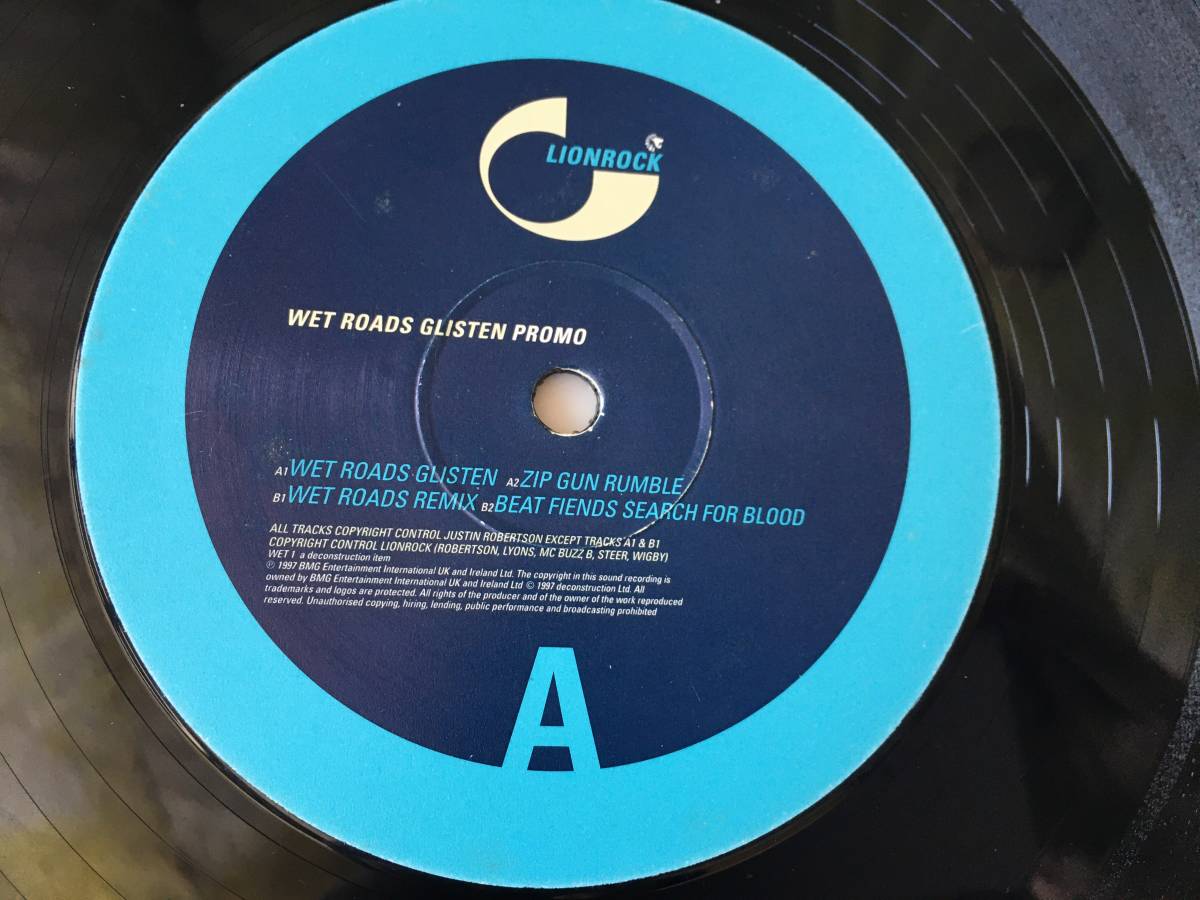 LIONROCK
WET ROADS GLISTEN PROMO
A1 WET ROADS GLISTEN A2 ZIP GUN RUMBLE
B1 WET ROADS REMIX B2 BEAT FIENDS SEARCH FOR BLOOD
ALL TRACKS COPYRIGHT CONTROL JUSTIN ROBERTSON EXCEPT TRACKS A1 & B1
COPYRIGHT CONTROL LIONROCK (ROBERTSON, LYONS, MC BUZZ B, STEER, WIGBY)
WET 1 a deconstruction item
℗ 1997 BMG Entertainment International UK and Ireland Ltd. The copyright in this sound recording is
owned by BMG Entertainment International UK and Ireland Ltd © 1997 deconstruction Ltd. All
trademarks and logos are protected. All rights of the producer and of the owner of the work reproduced
reserved. Unauthorised copying, hiring, lending, public performance and broadcasting prohibited
A